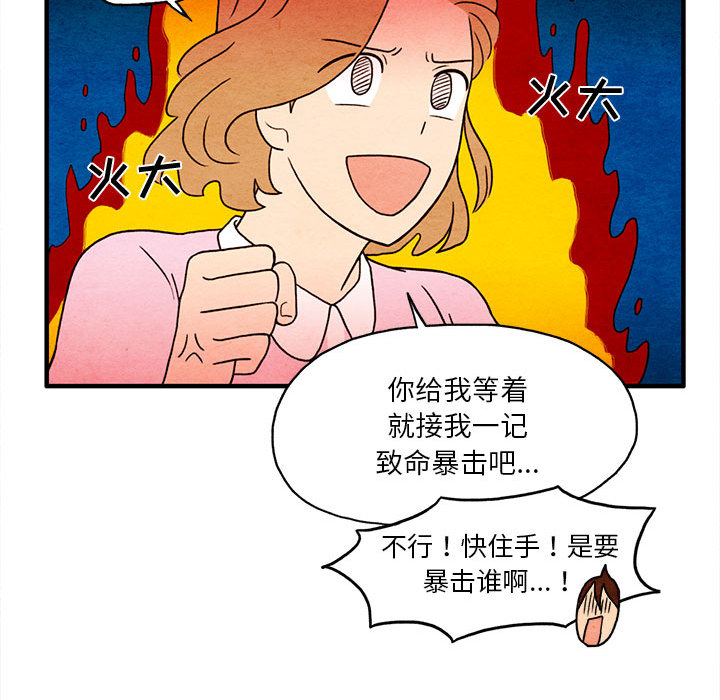 火大
火大
你给我等着
就接我一记
致命暴击吧...
不行！快住手！是要
暴击谁啊...！